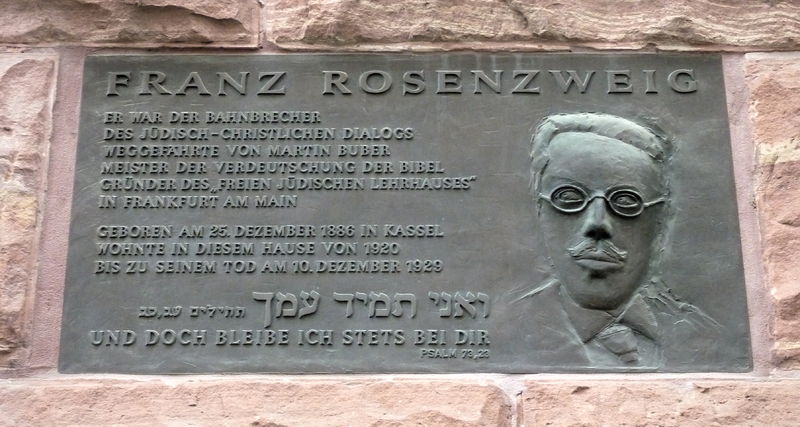 FRANZ ROSENZWEIG
ER WAR DER BAHNBRECHER
DES JÜDISCH-CHRISTLICHEN DIALOGS
WEGGEFÄHRTE VON MARTIN BUBER
MEISTER DER VERDEUTSCHUNG DER BIBEL
GRÜNDER DES „FREIEN JÜDISCHEN LEHRHAUSES“
IN FRANKFURT AM MAIN
GEBOREN AM 25. DEZEMBER 1886 IN KASSEL
WOHNTE IN DIESEM HAUSE VON 1920
BIS ZU SEINEM TOD AM 10. DEZEMBER 1929
ואני תמיד עמך תהילים עג, כג
UND DOCH BLEIBE ICH STETS BEI DIR
PSALM 73,23